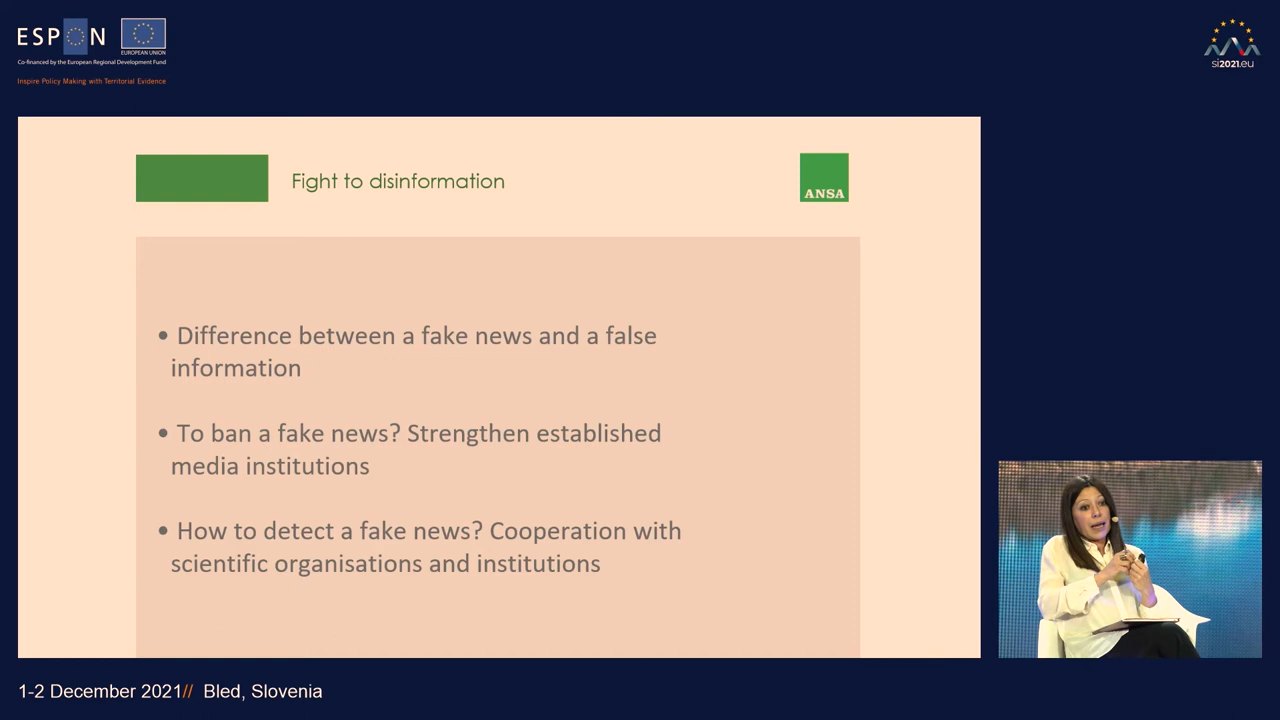 ESPON
EUROPEAN UNION
Co-financed by the European Regional Development Fund
Inspire Policy Making with Territorial Evidence
si2021.eu
Fight to disinformation
ANSA
• Difference between a fake news and a false
information
• To ban a fake news? Strengthen established
media institutions
• How to detect a fake news? Cooperation with
scientific organisations and institutions
1-2 December 2021// Bled, Slovenia